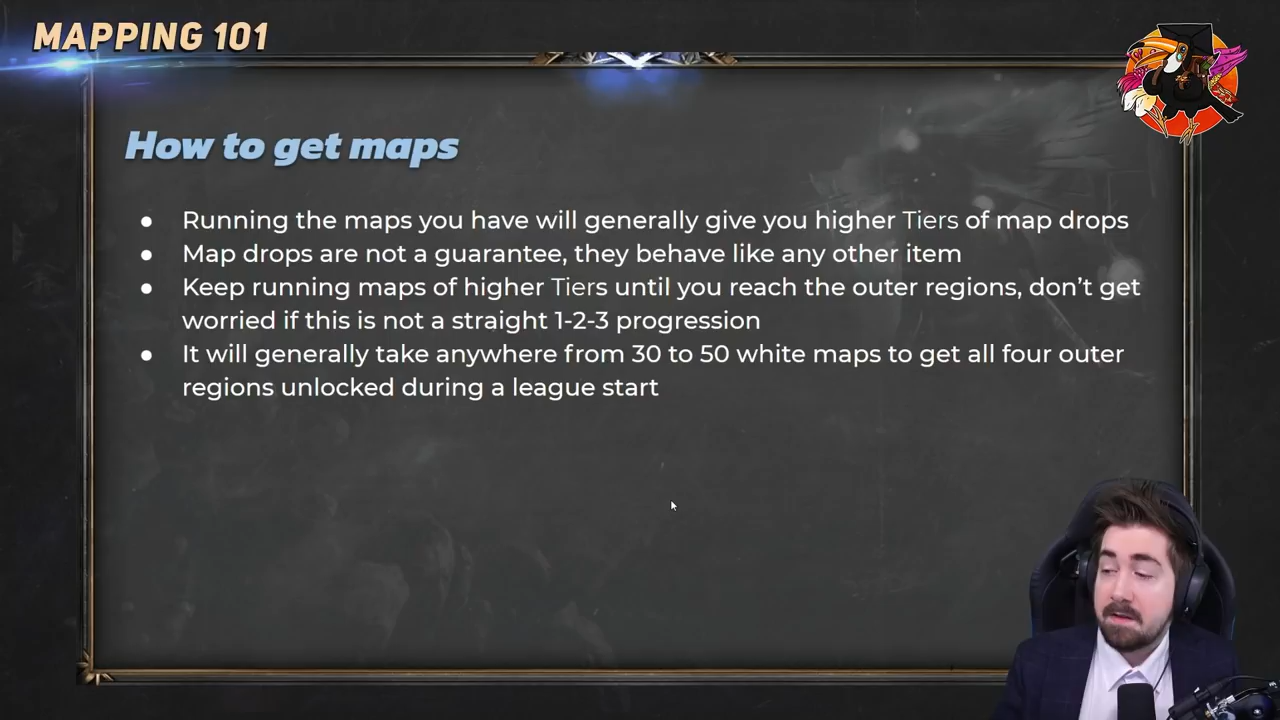 MAPPING 101
How to get maps
● Running the maps you have will generally give you higher Tiers of map drops
● Map drops are not a guarantee, they behave like any other item
● Keep running maps of higher Tiers until you reach the outer regions, don't get
worried if this is not a straight 1-2-3 progression
● It will generally take anywhere from 30 to 50 white maps to get all four outer
regions unlocked during a league start